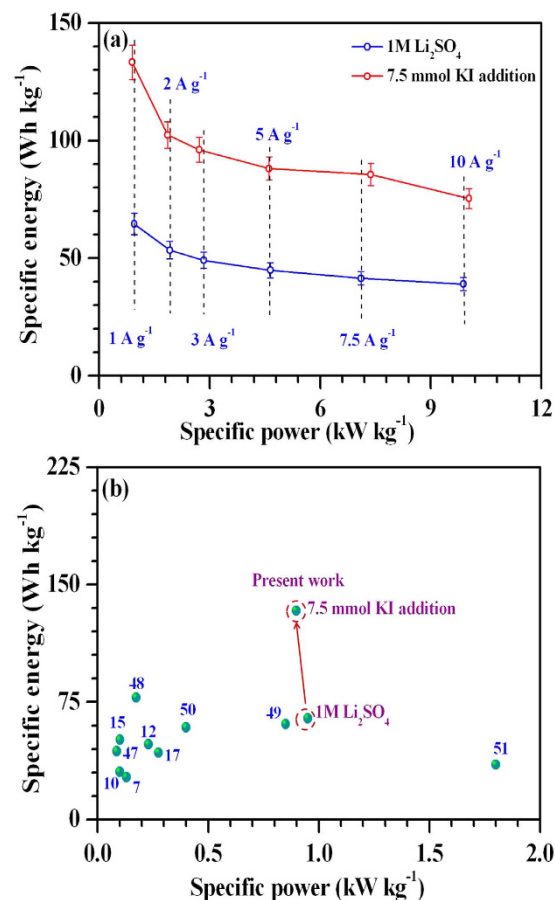 (a)
1M Li₂SO₄
7.5 mmol KI addition
Specific energy (Wh kg⁻¹)
150
100
50
0
2 A g⁻¹
5 A g⁻¹
10 A g⁻¹
1 A g⁻¹
3 A g⁻¹
7.5 A g⁻¹
0 3 6 9 12
Specific power (kW kg⁻¹)
(b)
Specific energy (Wh kg⁻¹)
225
150
75
0
Present work
7.5 mmol KI addition
1M Li₂SO₄
48
50
49
15
12
47
17
51
10
7
0.0 0.5 1.0 1.5 2.0
Specific power (kW kg⁻¹)